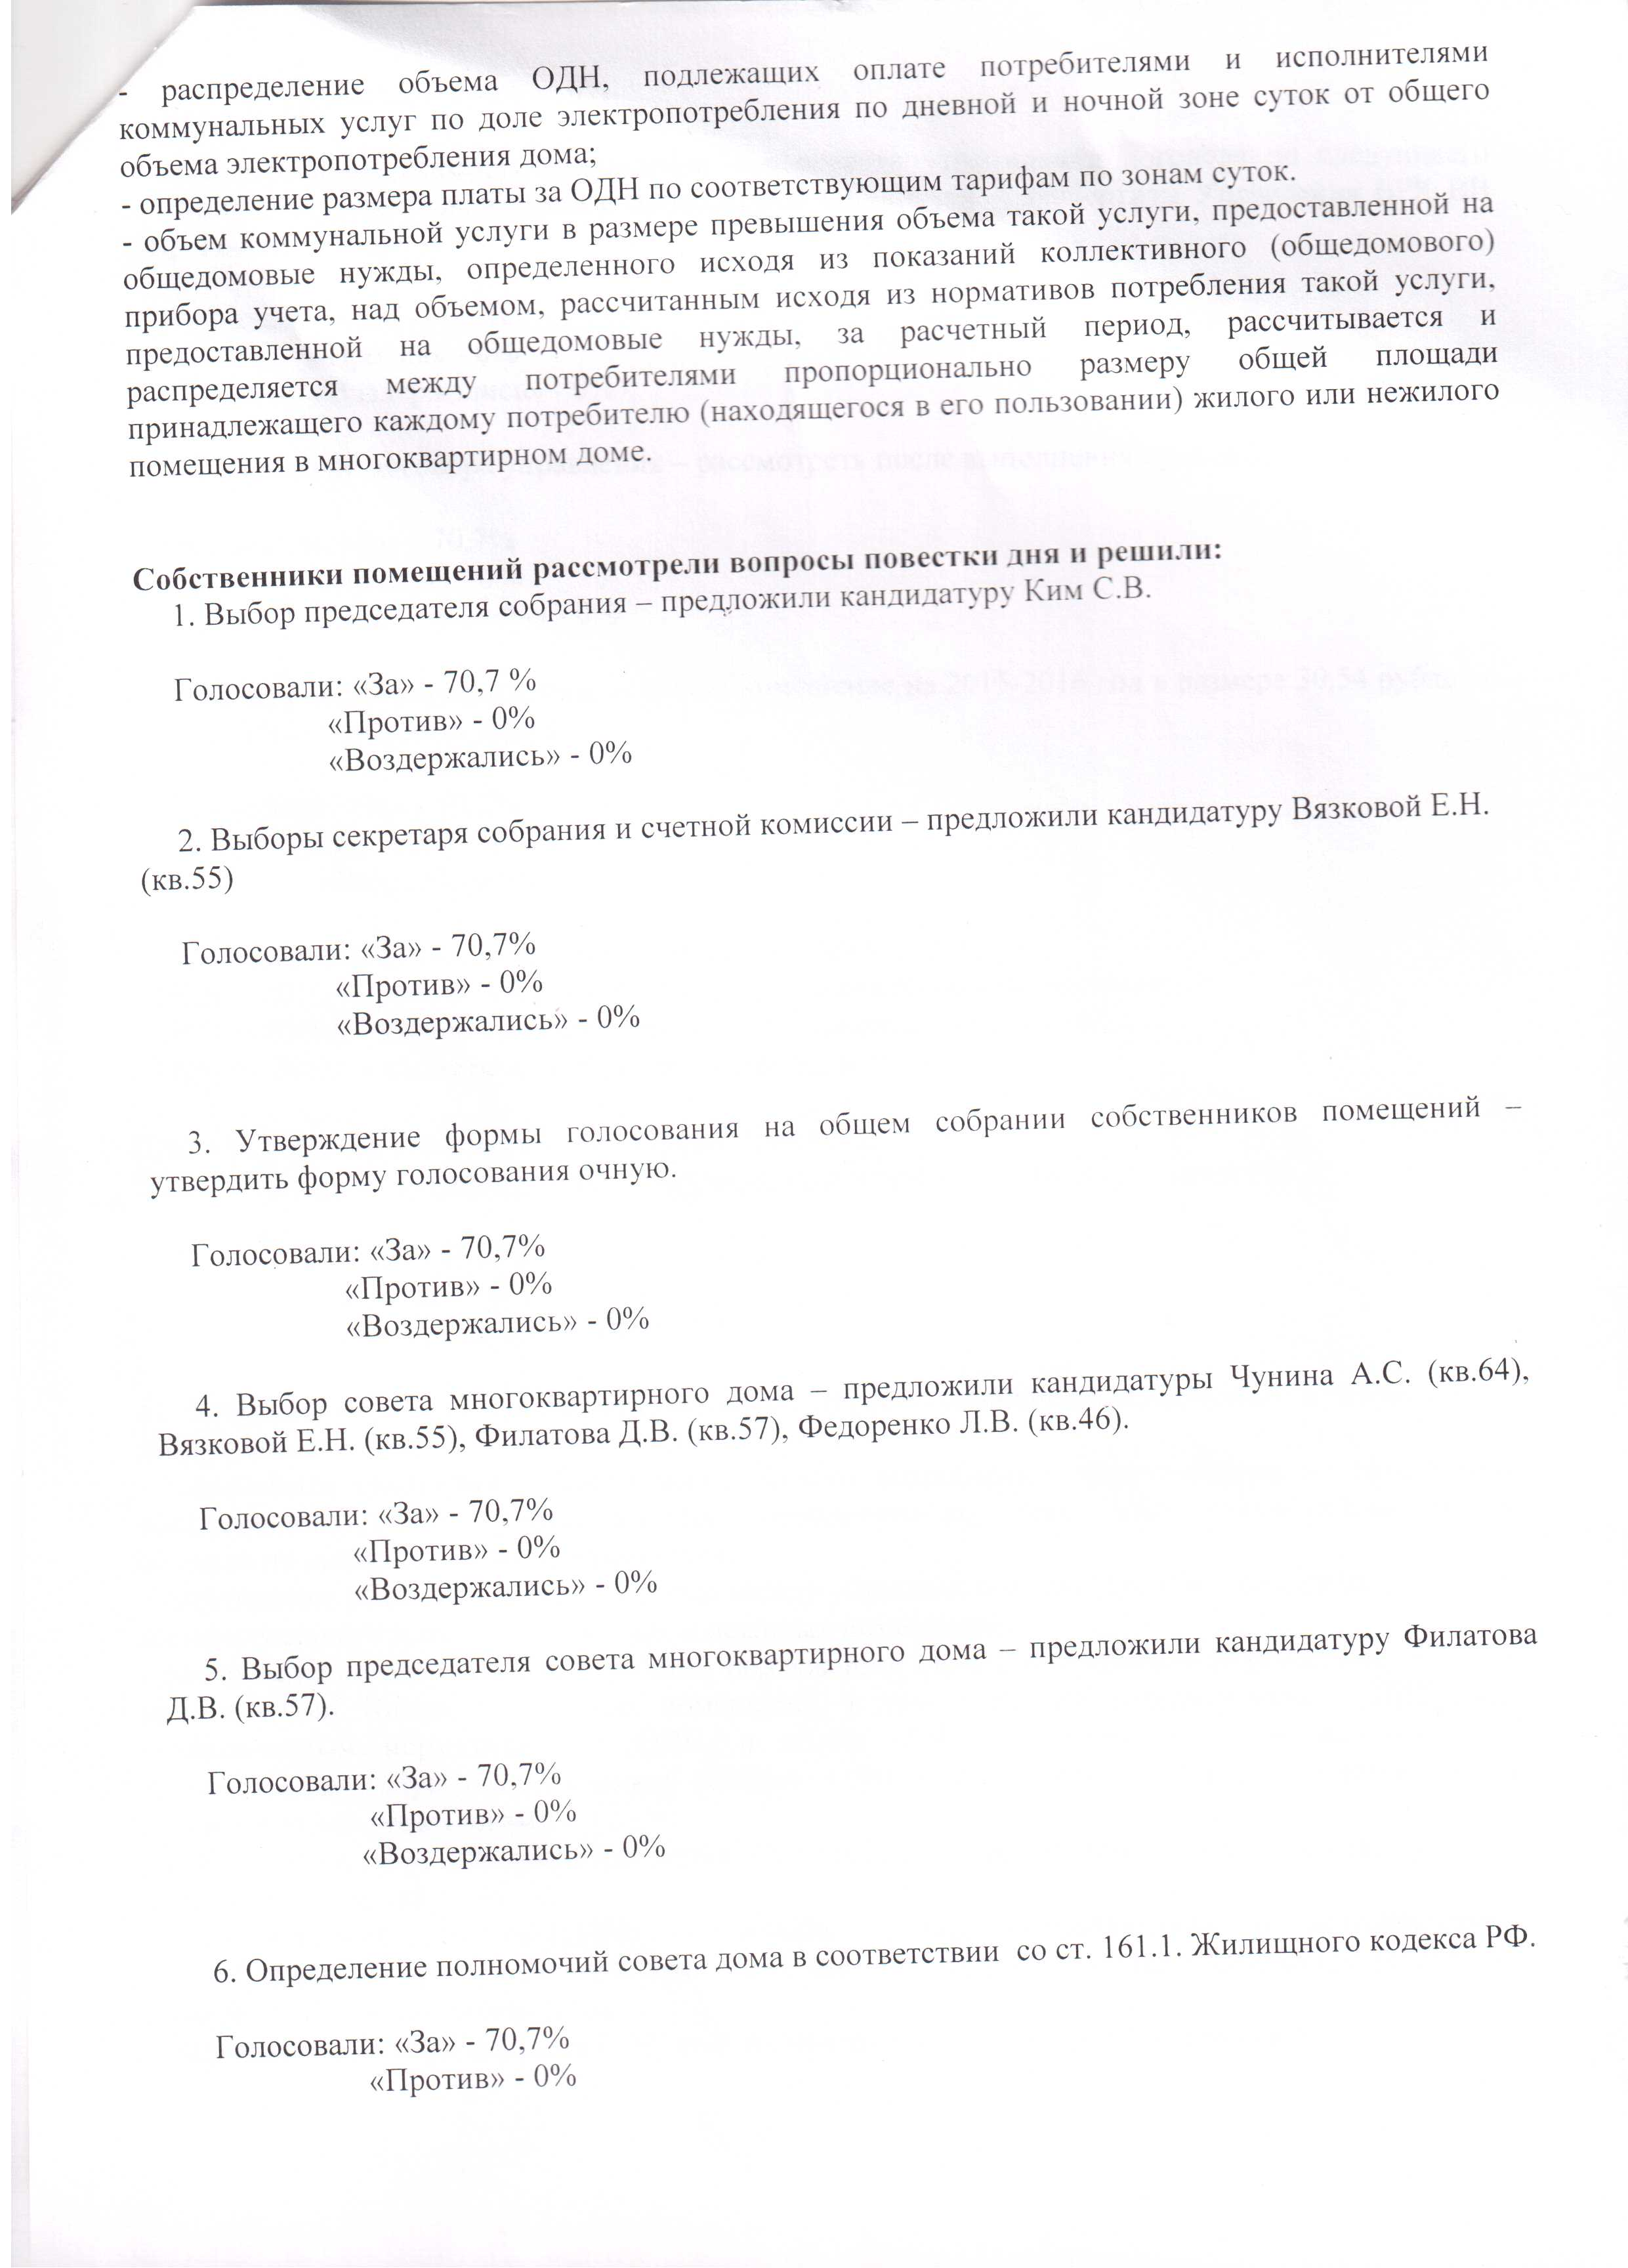 - распределение объема ОДН, подлежащих оплате потребителями и исполнителями
коммунальных услуг по доле электропотребления по дневной и ночной зоне суток от общего
объема электропотребления дома;
- определение размера платы за ОДН по соответствующим тарифам по зонам суток.
- объем коммунальной услуги в размере превышения объема такой услуги, предоставленной на
общедомовые нужды, определенного исходя из показаний коллективного (общедомового)
прибора учета, над объемом, рассчитанным исходя из нормативов потребления такой услуги,
предоставленной на общедомовые нужды, за расчетный период, рассчитывается и
распределяется между потребителями пропорционально размеру общей площади
принадлежащего каждому потребителю (находящегося в его пользовании) жилого или нежилого
помещения в многоквартирном доме.
Собственники помещений рассмотрели вопросы повестки дня и решили:
1. Выбор председателя собрания – предложили кандидатуру Ким С.В.
Голосовали: «За» - 70,7 %
«Против» - 0%
«Воздержались» - 0%
2. Выборы секретаря собрания и счетной комиссии – предложили кандидатуру Вязковой Е.Н.
(кв.55)
Голосовали: «За» - 70,7%
«Против» - 0%
«Воздержались» - 0%
3. Утверждение формы голосования на общем собрании собственников помещений –
утвердить форму голосования очную.
Голосовали: «За» - 70,7%
«Против» - 0%
«Воздержались» - 0%
4. Выбор совета многоквартирного дома – предложили кандидатуры Чунина А.С. (кв.64),
Вязковой Е.Н. (кв.55), Филатова Д.В. (кв.57), Федоренко Л.В. (кв.46).
Голосовали: «За» - 70,7%
«Против» - 0%
«Воздержались» - 0%
5. Выбор председателя совета многоквартирного дома – предложили кандидатуру Филатова
Д.В. (кв.57).
Голосовали: «За» - 70,7%
«Против» - 0%
«Воздержались» - 0%
6. Определение полномочий совета дома в соответствии со ст. 161.1. Жилищного кодекса РФ.
Голосовали: «За» - 70,7%
«Против» - 0%